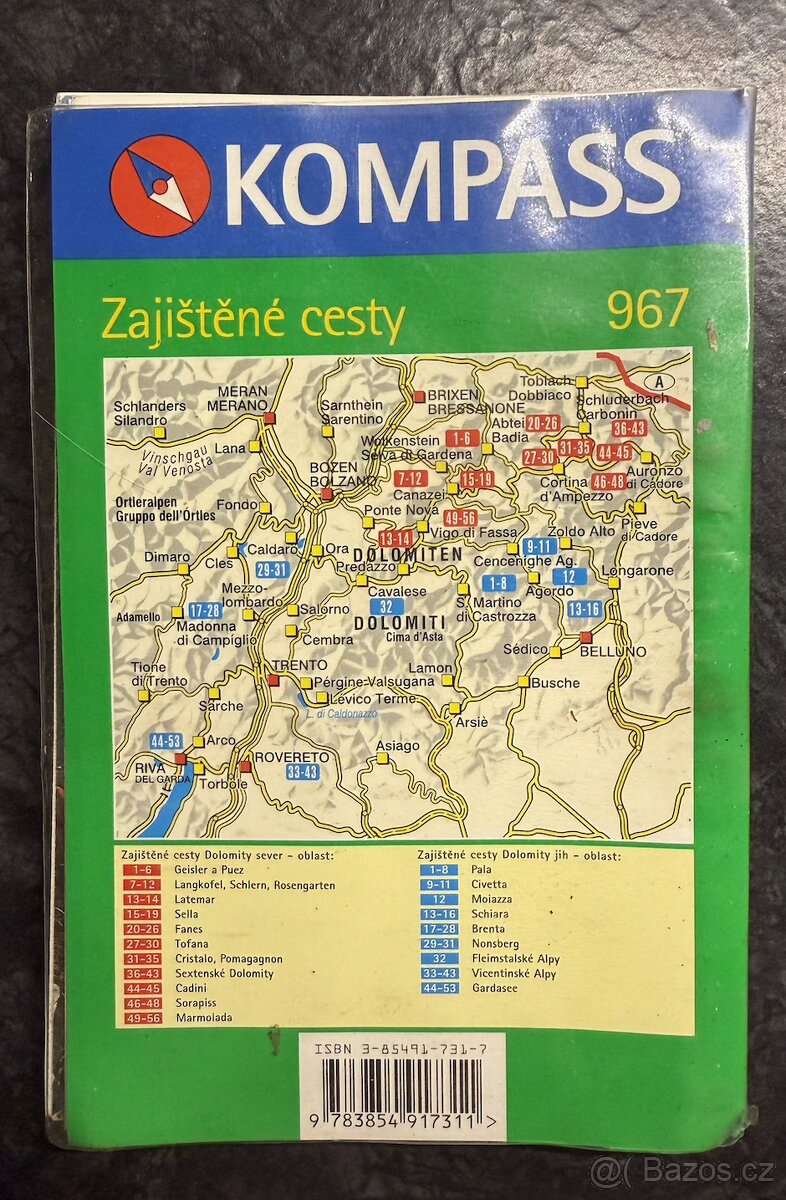 KOMPASS
Zajištěné cesty
967
A
Toblach
Dobbiaco
Schluderbach
Carbonin
MERAN
MERANO
BRIXEN
BRESSANONE
Schlanders
Silandro
Sarnthein
Sarentino
Abtei
Badia
20-26
36-43
Lana
Vinschgau
Val Venosta
Wolkenstein
Selva di Gardena
1-6
27-30
31-35
44-45
BOZEN
BOLZANO
7-12
15-19
Canazei
Cortina
d'Ampezzo
46-48
Auronzo
di Cadore
Ortleralpen
Gruppo dell'Ortles
Fondo
Ponte Nova
49-56
Vigo di Fassa
Zoldo Alto
Pieve
di Cadore
13-14
Dimaro
Cles
Caldaro
Ora
DOLOMITEN
9-11
Cencenighe Ag.
29-31
Predazzo
1-8
12
Longarone
Mezzo-
lombardo
Cavalese
Agordo
Adamello
17-28
Salorno
32
S. Martino
di Castrozza
13-16
Madonna
di Campíglio
Cembra
DOLOMITI
Cima d'Asta
Sédico
BELLUNO
Tione
di Trento
TRENTO
Lamon
Pérgine-Valsugana
Busche
Sarche
Lévico Terme
L. di Caldonazzo
Arsiè
44-53
Arco
Asiago
RIVA
DEL GARDA
ROVERETO
33-43
Torbole
Zajištěné cesty Dolomity sever – oblast:
1-6 Geisler a Puez
7-12 Langkofel, Schlern, Rosengarten
13-14 Latemar
15-19 Sella
20-26 Fanes
27-30 Tofana
31-35 Cristalo, Pomagagnon
36-43 Sextenské Dolomity
44-45 Cadini
46-48 Sorapiss
49-56 Marmolada
Zajištěné cesty Dolomity jih – oblast:
1-8 Pala
9-11 Civetta
12 Moiazza
13-16 Schiara
17-28 Brenta
29-31 Nonsberg
32 Fleimstalské Alpy
33-43 Vicentinské Alpy
44-53 Gardasee
ISBN 3-85491-731-7
9 783854 917311 >
@( Bazos.cz